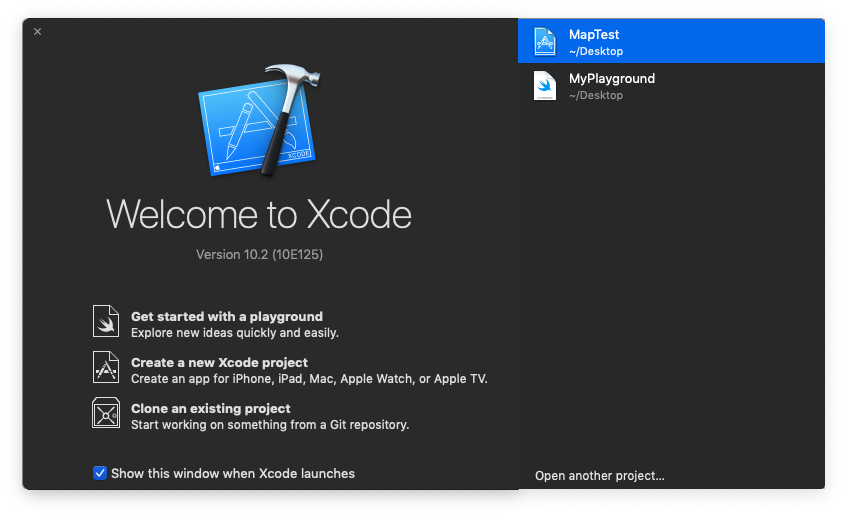 XCODE
Welcome to Xcode
Version 10.2 (10E125)
Get started with a playground
Explore new ideas quickly and easily.
Create a new Xcode project
Create an app for iPhone, iPad, Mac, Apple Watch, or Apple TV.
Clone an existing project
Start working on something from a Git repository.
Show this window when Xcode launches
MapTest
~/Desktop
MyPlayground
~/Desktop
Open another project...